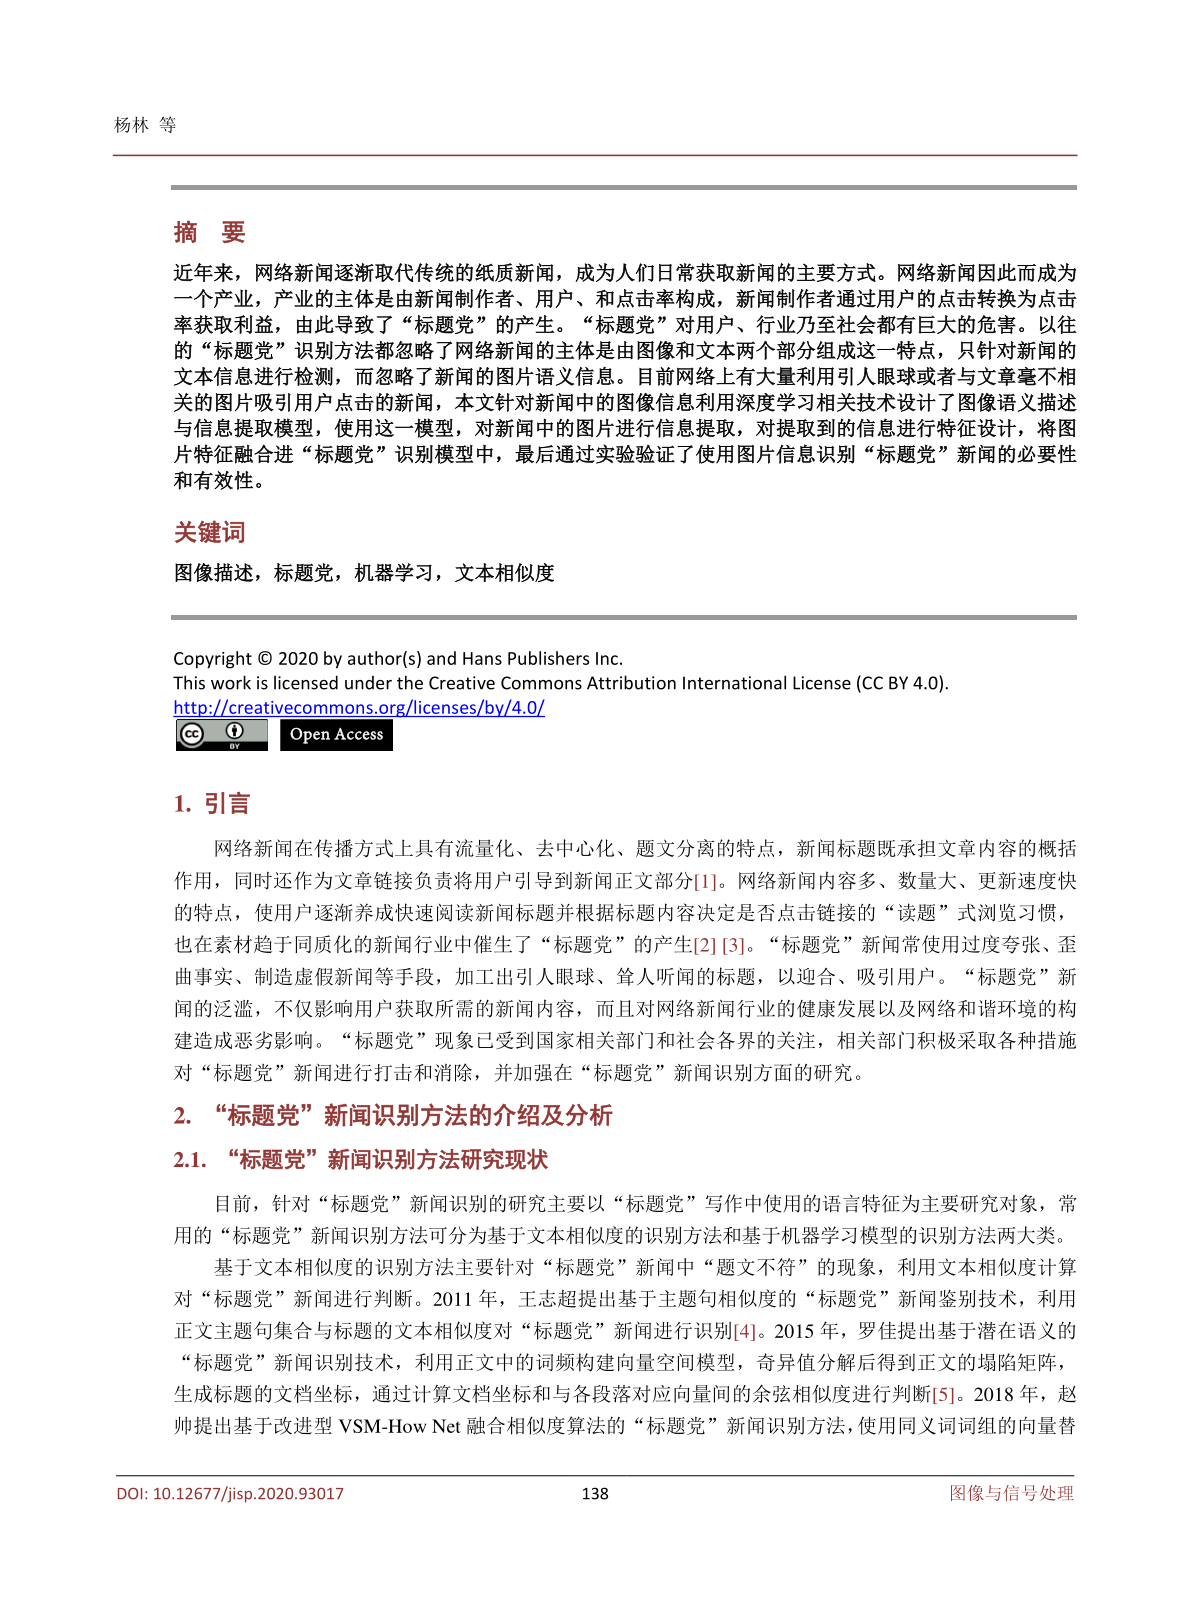 杨林 等
摘 要
近年来，网络新闻逐渐取代传统的纸质新闻，成为人们日常获取新闻的主要方式。网络新闻因此而成为
一个产业，产业的主体是由新闻制作者、用户、和点击率构成，新闻制作者通过用户的点击转换为点击
率获取利益，由此导致了“标题党”的产生。“标题党”对用户、行业乃至社会都有巨大的危害。以往
的“标题党”识别方法都忽略了网络新闻的主体是由图像和文本两个部分组成这一特点，只针对新闻的
文本信息进行检测，而忽略了新闻的图片语义信息。目前网络上有大量利用引人眼球或者与文章毫不相
关的图片吸引用户点击的新闻，本文针对新闻中的图像信息利用深度学习相关技术设计了图像语义描述
与信息提取模型，使用这一模型，对新闻中的图片进行信息提取，对提取到的信息进行特征设计，将图
片特征融合进“标题党”识别模型中，最后通过实验验证了使用图片信息识别“标题党”新闻的必要性
和有效性。
关键词
图像描述，标题党，机器学习，文本相似度
Copyright © 2020 by author(s) and Hans Publishers Inc.
This work is licensed under the Creative Commons Attribution International License (CC BY 4.0).
http://creativecommons.org/licenses/by/4.0/
cc BY Open Access
1. 引言
网络新闻在传播方式上具有流量化、去中心化、题文分离的特点，新闻标题既承担文章内容的概括
作用，同时还作为文章链接负责将用户引导到新闻正文部分[1]。网络新闻内容多、数量大、更新速度快
的特点，使用户逐渐养成快速阅读新闻标题并根据标题内容决定是否点击链接的“读题”式浏览习惯，
也在素材趋于同质化的新闻行业中催生了“标题党”的产生[2] [3]。“标题党”新闻常使用过度夸张、歪
曲事实、制造虚假新闻等手段，加工出引人眼球、耸人听闻的标题，以迎合、吸引用户。“标题党”新
闻的泛滥，不仅影响用户获取所需的新闻内容，而且对网络新闻行业的健康发展以及网络和谐环境的构
建造成恶劣影响。“标题党”现象已受到国家相关部门和社会各界的关注，相关部门积极采取各种措施
对“标题党”新闻进行打击和消除，并加强在“标题党”新闻识别方面的研究。
2. “标题党”新闻识别方法的介绍及分析
2.1. “标题党”新闻识别方法研究现状
目前，针对“标题党”新闻识别的研究主要以“标题党”写作中使用的语言特征为主要研究对象，常
用的“标题党”新闻识别方法可分为基于文本相似度的识别方法和基于机器学习模型的识别方法两大类。
基于文本相似度的识别方法主要针对“标题党”新闻中“题文不符”的现象，利用文本相似度计算
对“标题党”新闻进行判断。2011 年，王志超提出基于主题句相似度的“标题党”新闻鉴别技术，利用
正文主题句集合与标题的文本相似度对“标题党”新闻进行识别[4]。2015 年，罗佳提出基于潜在语义的
“标题党”新闻识别技术，利用正文中的词频构建向量空间模型，奇异值分解后得到正文的塌陷矩阵，
生成标题的文档坐标，通过计算文档坐标和与各段落对应向量间的余弦相似度进行判断[5]。2018 年，赵
帅提出基于改进型 VSM-How Net 融合相似度算法的“标题党”新闻识别方法，使用同义词词组的向量替
DOI: 10.12677/jisp.2020.93017
138
图像与信号处理